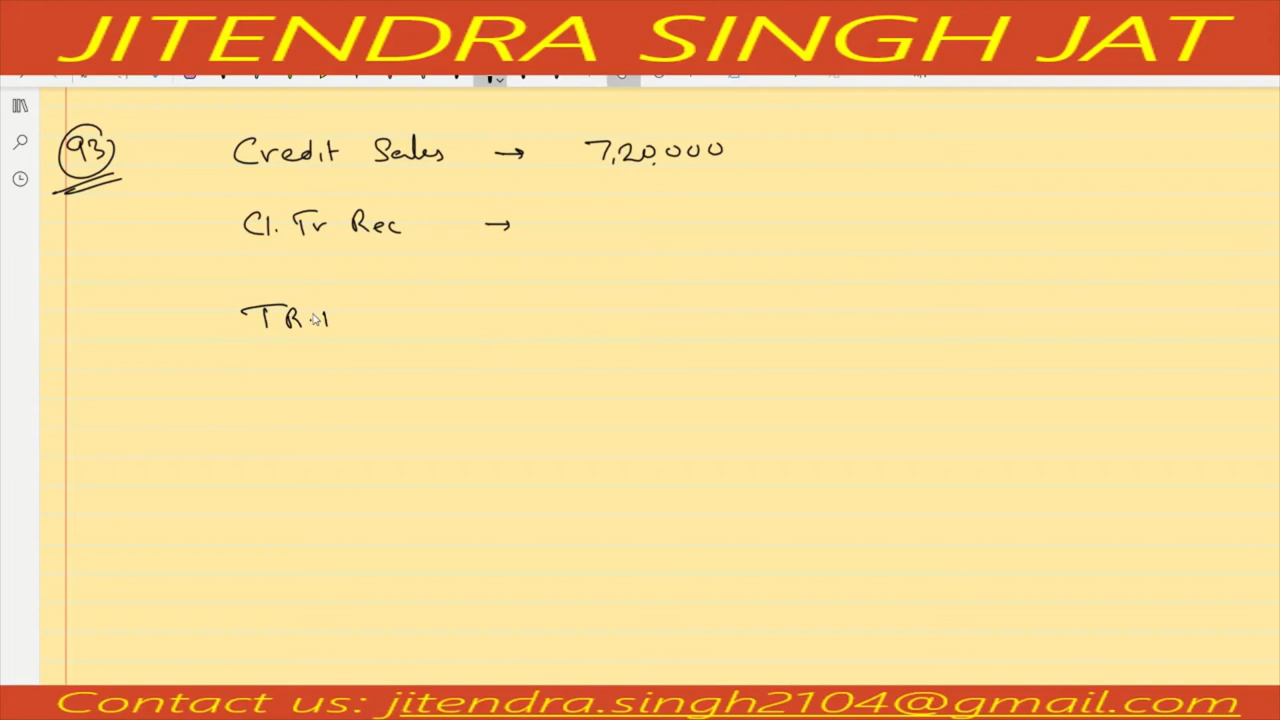 JITENDRA SINGH JAT
93 Credit Sales → 7,20,000
Cl. Tr Rec →
TR
Contact us: jitendra.singh2104@gmail.com